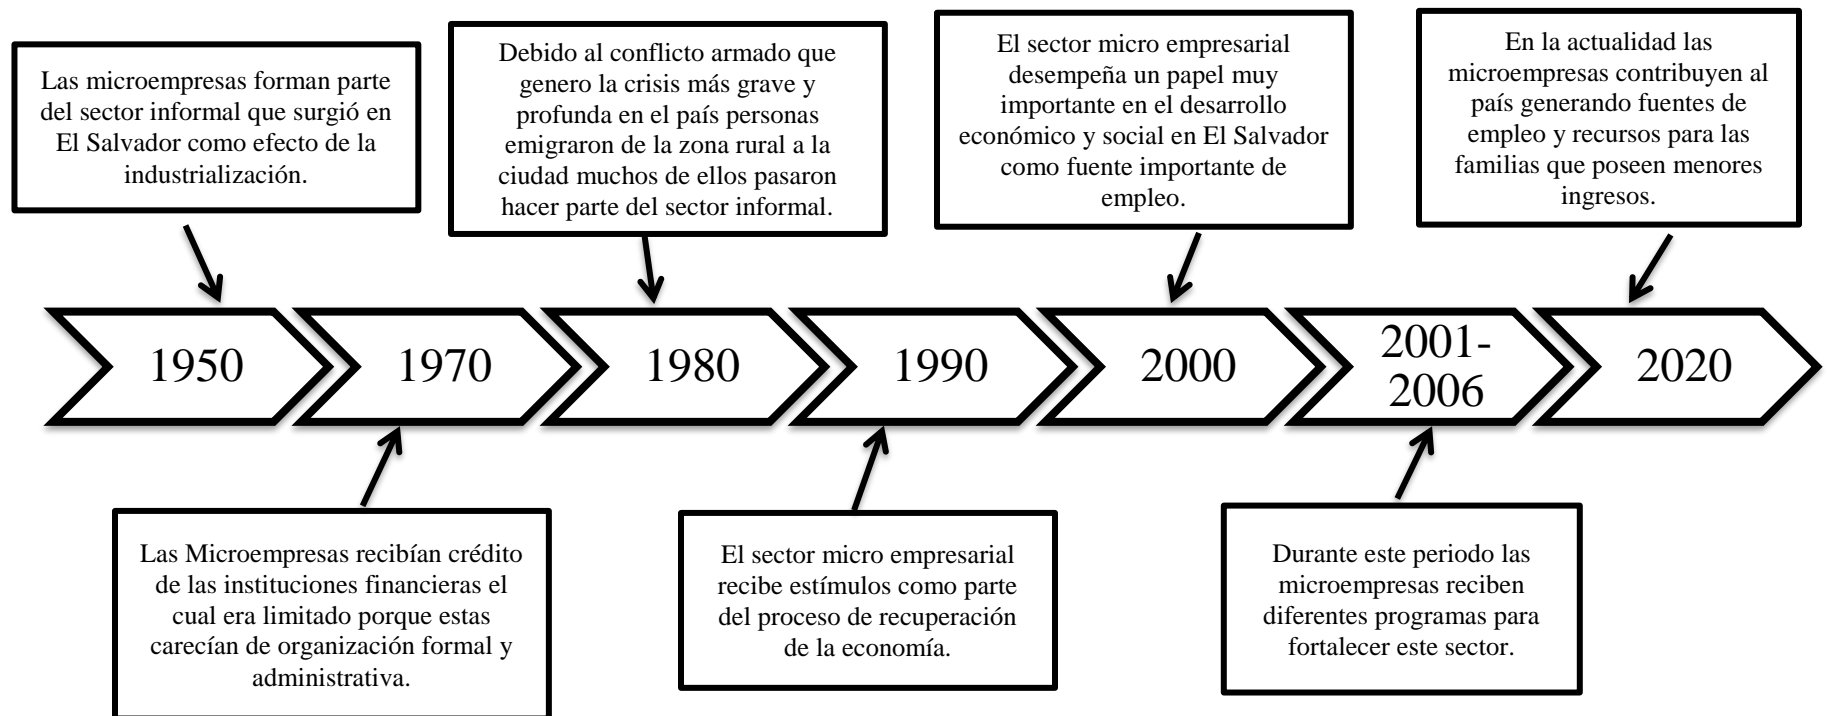 Las microempresas forman parte
del sector informal que surgió en
El Salvador como efecto de la
industrialización.
Debido al conflicto armado que
genero la crisis más grave y
profunda en el país personas
emigraron de la zona rural a la
ciudad muchos de ellos pasaron
hacer parte del sector informal.
El sector micro empresarial
desempeña un papel muy
importante en el desarrollo
económico y social en El Salvador
como fuente importante de
empleo.
En la actualidad las
microempresas contribuyen al
país generando fuentes de
empleo y recursos para las
familias que poseen menores
ingresos.
1950
1970
1980
1990
2000
2001-
2006
2020
Las Microempresas recibían crédito
de las instituciones financieras el
cual era limitado porque estas
carecían de organización formal y
administrativa.
El sector micro empresarial
recibe estímulos como parte
del proceso de recuperación
de la economía.
Durante este periodo las
microempresas reciben
diferentes programas para
fortalecer este sector.